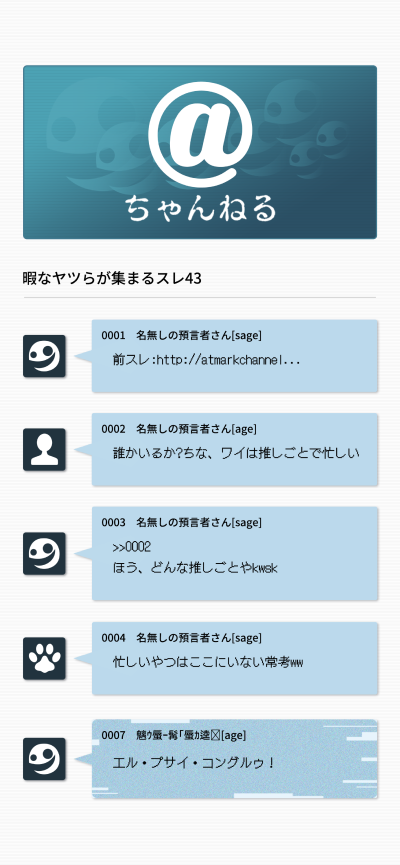 @
ちゃんねる
暇なヤツらが集まるスレ43
0001 名無しの預言者さん[sage]
前スレ:http://atmarkchannel...
0002 名無しの預言者さん[age]
誰かいるか?ちな、ワイは推しごとで忙しい
0003 名無しの預言者さん[sage]
>>0002
ほう、どんな推しごとやkwsk
0004 名無しの預言者さん[sage]
忙しいやつはここにいない常考ww
0007 [age]
エル・プサイ・コングルゥ！